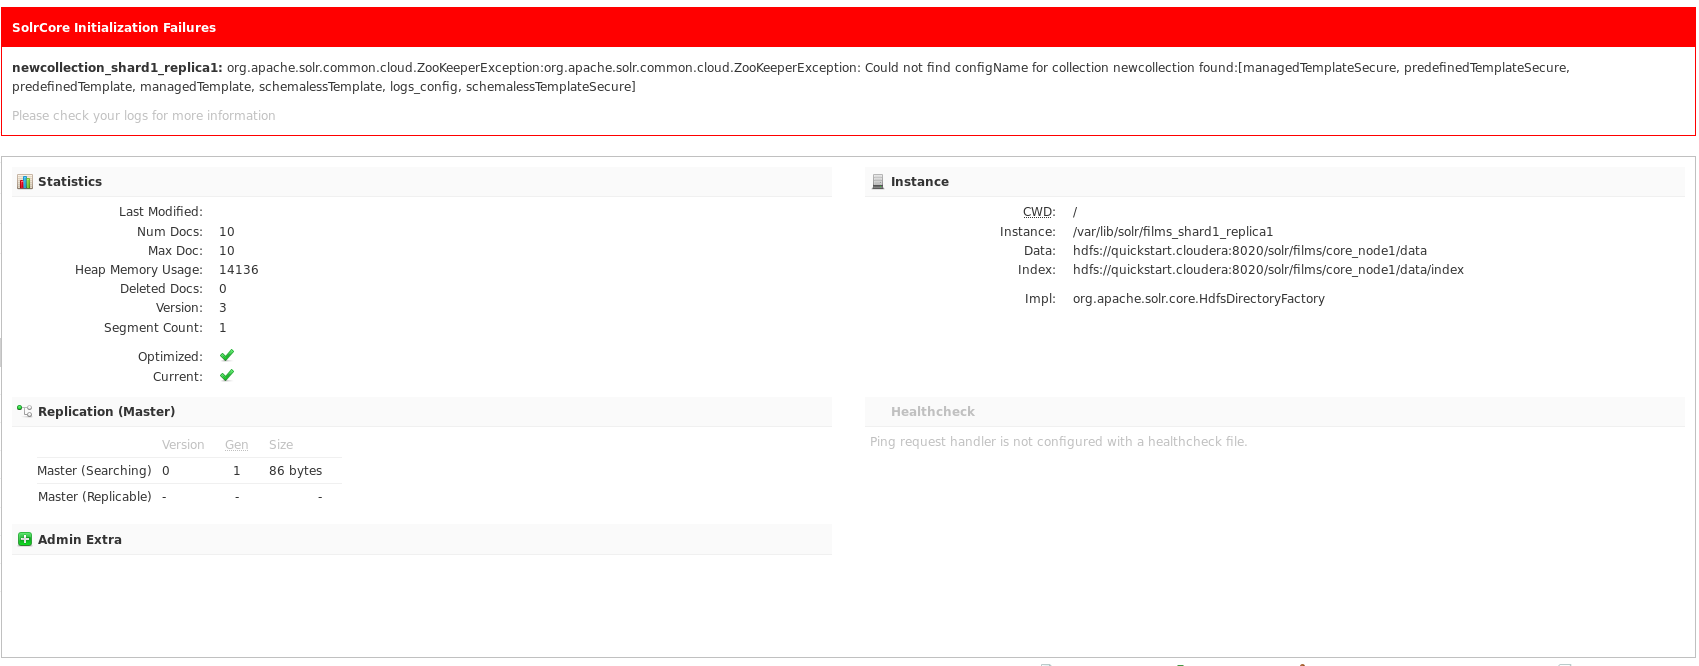 SolrCore Initialization Failures
newcollection_shard1_replica1: org.apache.solr.common.cloud.ZooKeeperException:org.apache.solr.common.cloud.ZooKeeperException: Could not find configName for collection newcollection found:[managedTemplateSecure, predefinedTemplateSecure,
predefinedTemplate, managedTemplate, schemalessTemplate, logs_config, schemalessTemplateSecure]
Please check your logs for more information
Statistics
Last Modified:
Num Docs: 10
Max Doc: 10
Heap Memory Usage: 14136
Deleted Docs: 0
Version: 3
Segment Count: 1
Optimized:
Current:
Instance
CWD: /
Instance: /var/lib/solr/films_shard1_replica1
Data: hdfs://quickstart.cloudera:8020/solr/films/core_node1/data
Index: hdfs://quickstart.cloudera:8020/solr/films/core_node1/data/index
Impl: org.apache.solr.core.HdfsDirectoryFactory
Replication (Master)
Version Gen Size
Master (Searching) 0 1 86 bytes
Master (Replicable) - - -
Healthcheck
Ping request handler is not configured with a healthcheck file.
Admin Extra